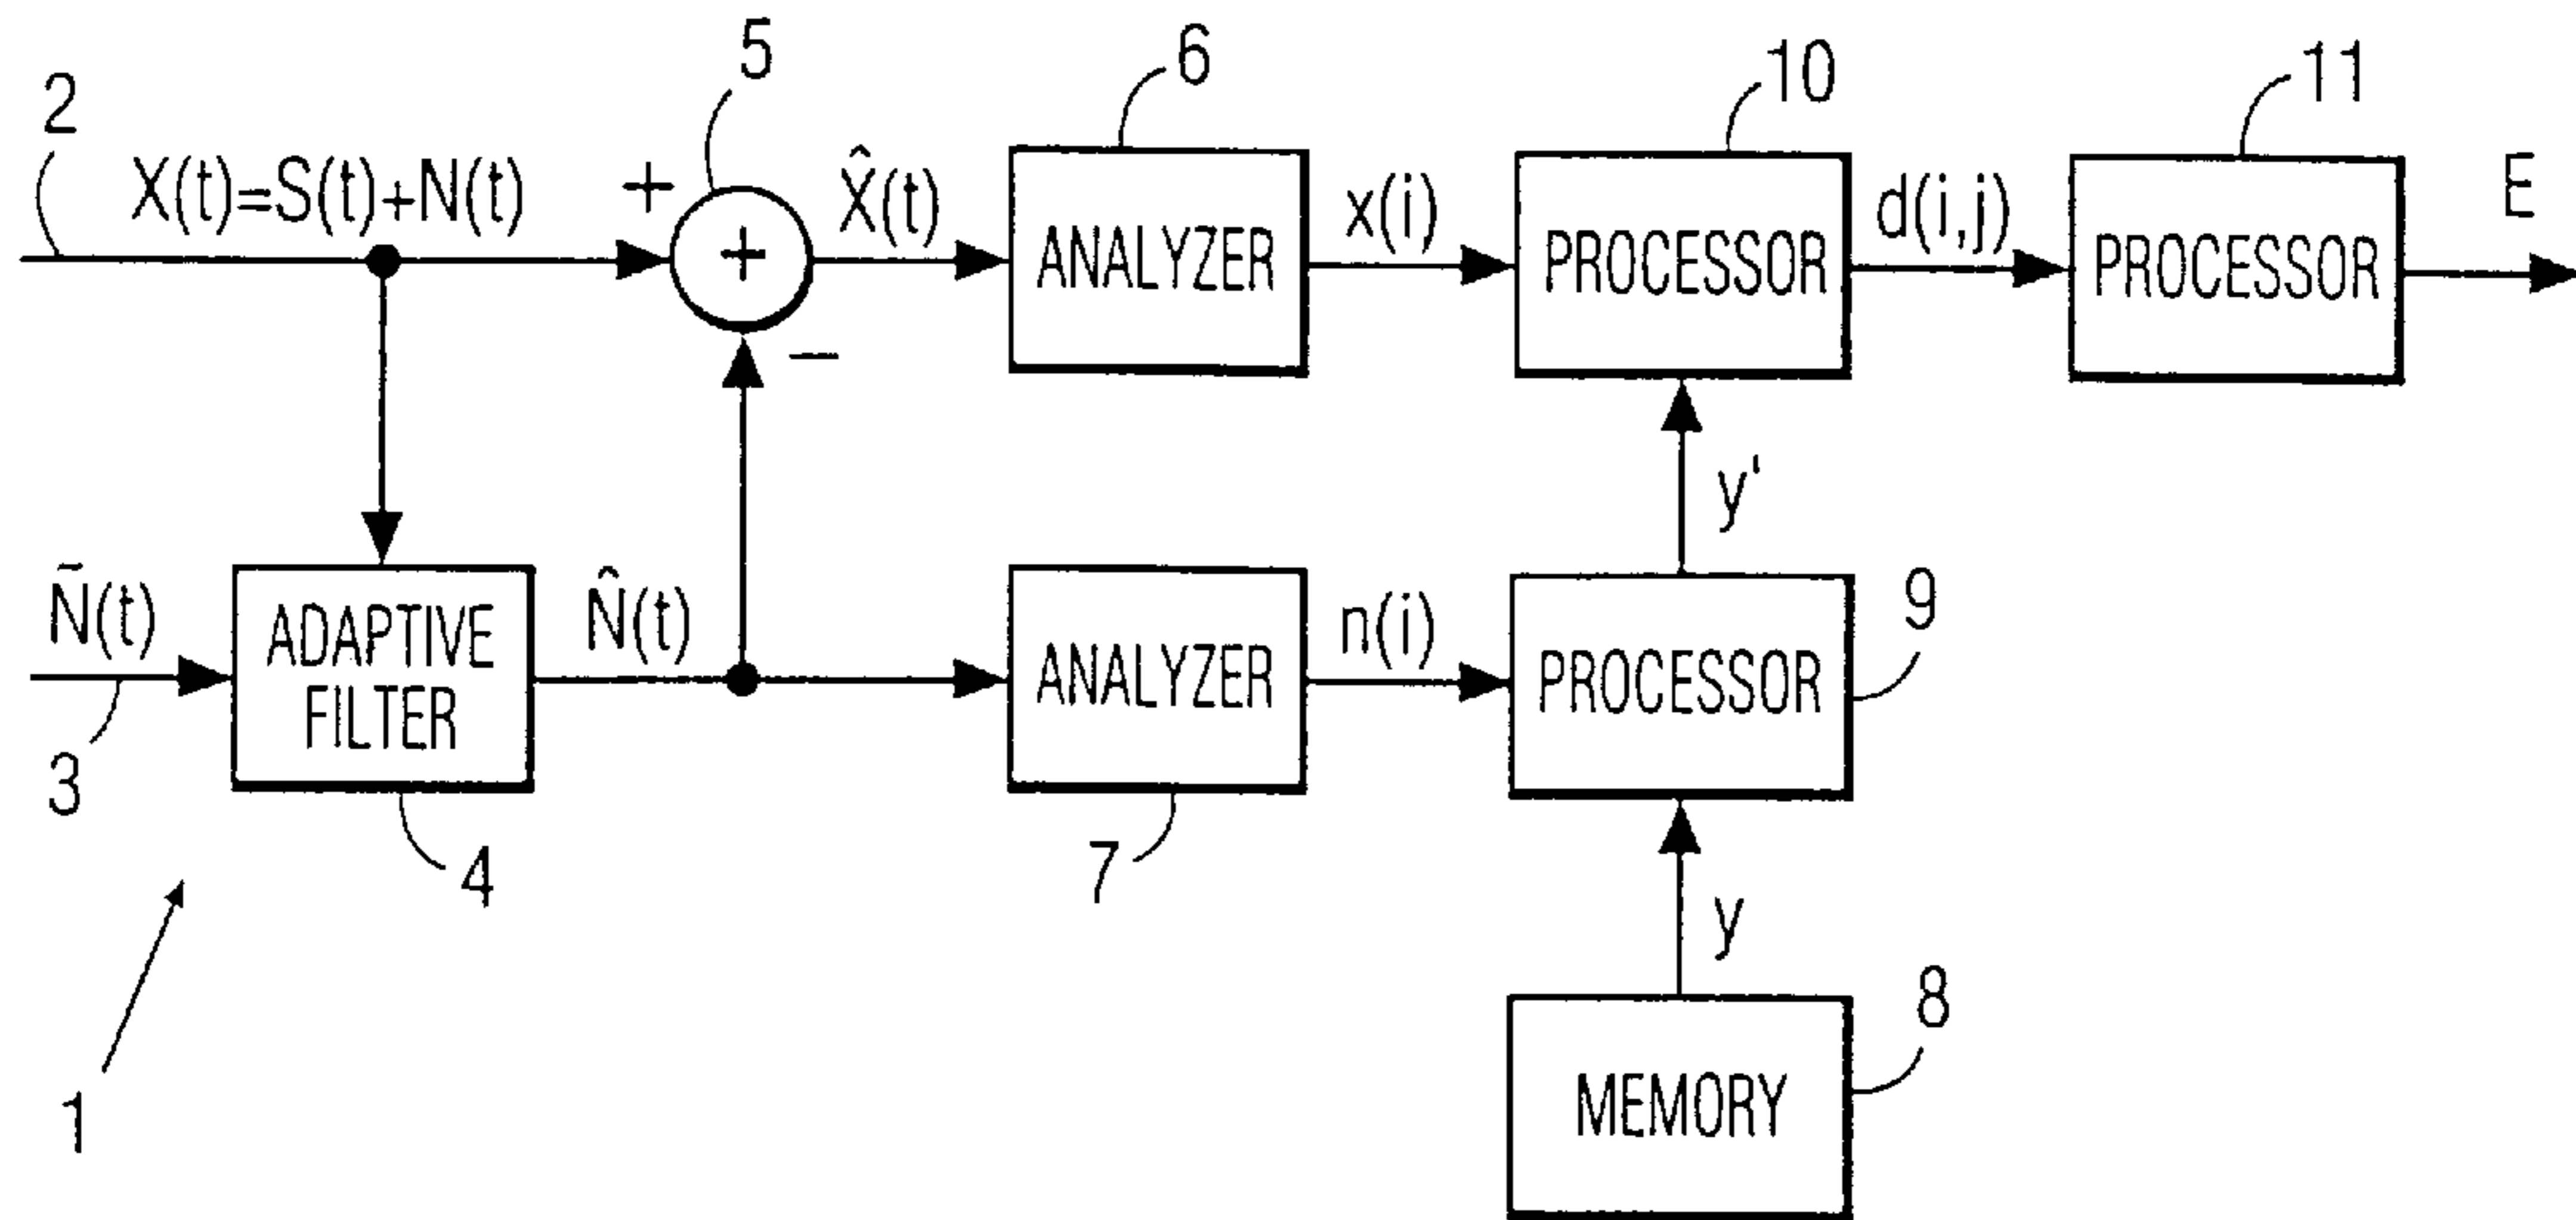 5
6
10
11
2
X(t)=S(t)+N(t)
+
+
X̂(t)
ANALYZER
x(i)
PROCESSOR
d(i,j)
PROCESSOR
E
−
y'
Ñ(t)
ADAPTIVE
FILTER
N̂(t)
ANALYZER
n(i)
PROCESSOR
9
3
4
7
y
1
MEMORY
8